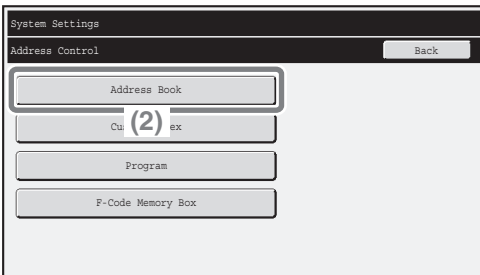 System Settings
Address Control
Back
Address Book
(2)
Program
F-Code Memory Box